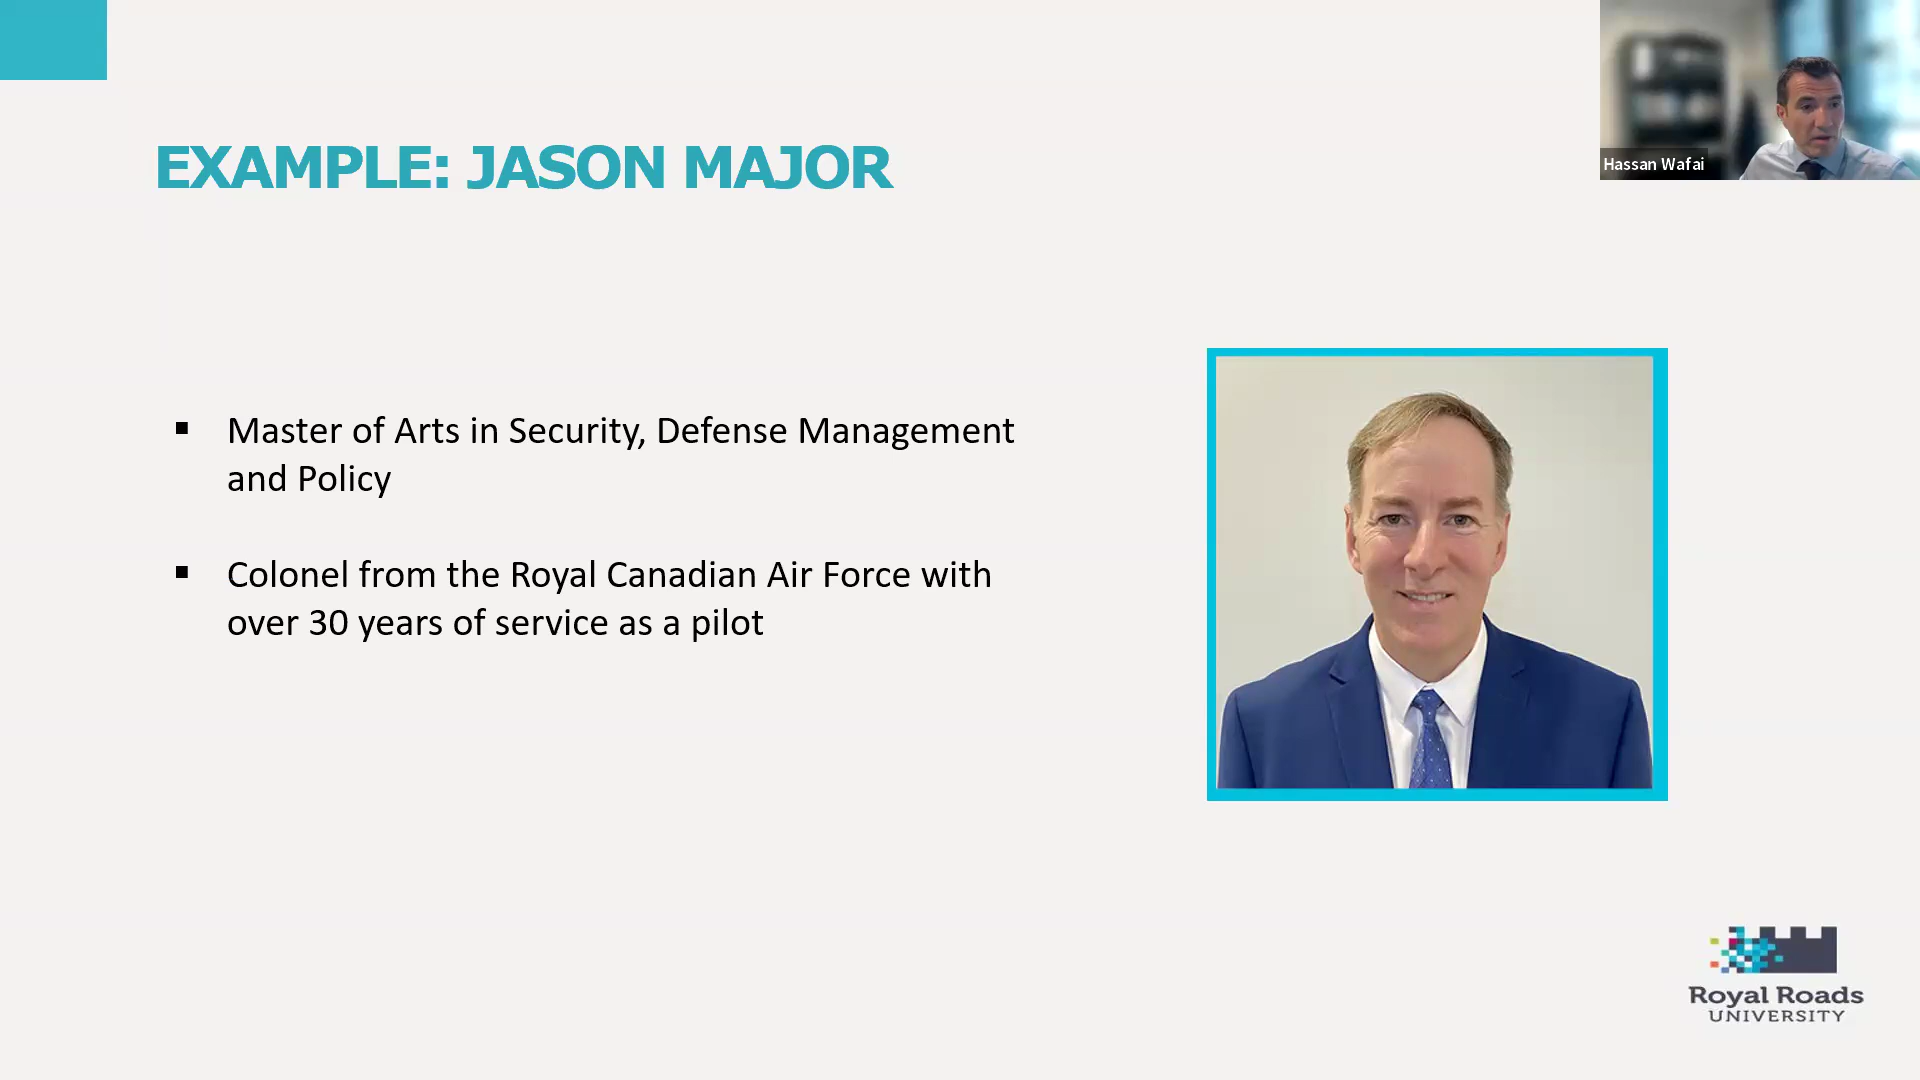 EXAMPLE: JASON MAJOR
Hassan Wafai
▪ Master of Arts in Security, Defense Management
and Policy
▪ Colonel from the Royal Canadian Air Force with
over 30 years of service as a pilot
Royal Roads
UNIVERSITY